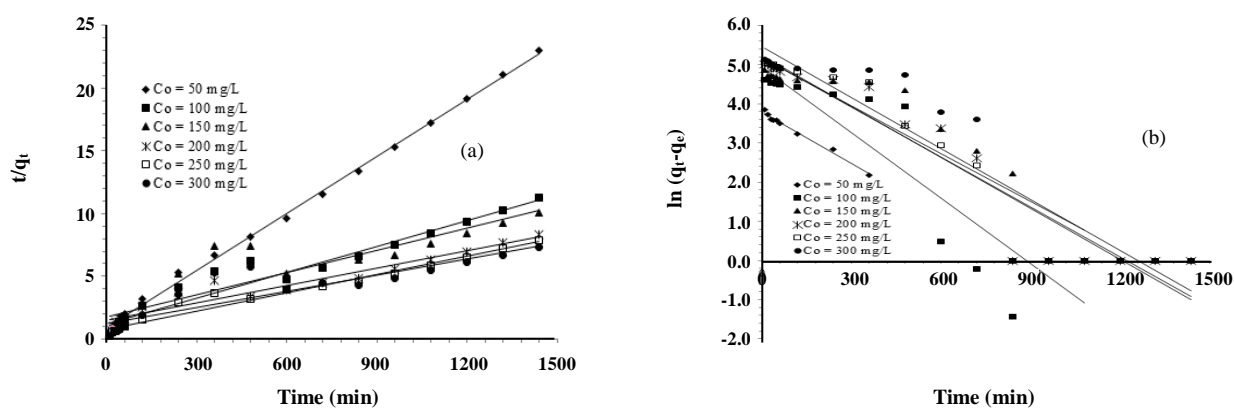 25
20
15
10
5
0
t/qt
Co = 50 mg/L
Co = 100 mg/L
Co = 150 mg/L
Co = 200 mg/L
Co = 250 mg/L
Co = 300 mg/L
(a)
0 300 600 900 1200 1500
Time (min)
6.0
5.0
4.0
3.0
2.0
1.0
0.0
-1.0
-2.0
ln (qt-qe)
(b)
Co = 50 mg/L
Co = 100 mg/L
Co = 150 mg/L
Co = 200 mg/L
Co = 250 mg/L
Co = 300 mg/L
0 300 600 900 1200 1500
Time (min)